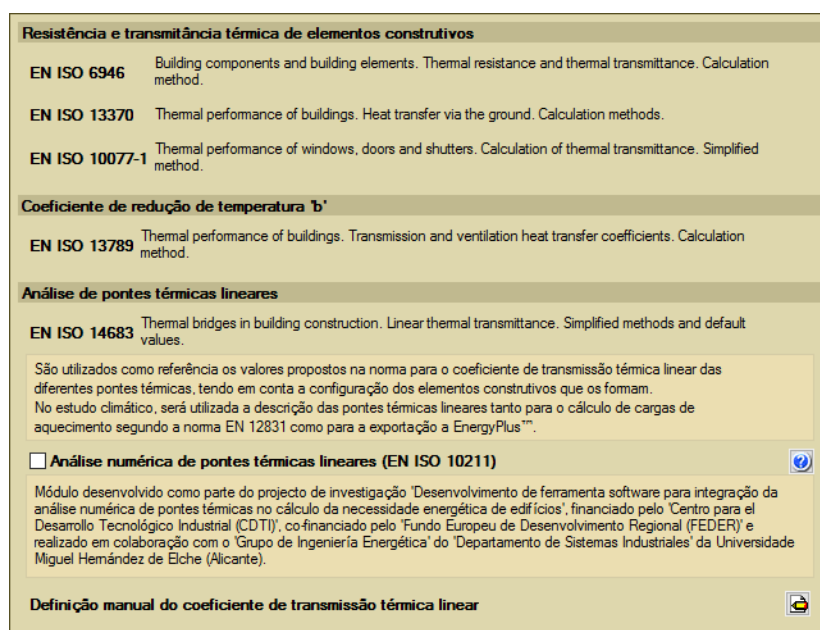 Resistência e transmitância térmica de elementos construtivos
EN ISO 6946 Building components and building elements. Thermal resistance and thermal transmittance. Calculation
method.
EN ISO 13370 Thermal performance of buildings. Heat transfer via the ground. Calculation methods.
EN ISO 10077-1 Thermal performance of windows, doors and shutters. Calculation of thermal transmittance. Simplified
method.
Coeficiente de redução de temperatura 'b'
EN ISO 13789 Thermal performance of buildings. Transmission and ventilation heat transfer coefficients. Calculation
method.
Análise de pontes térmicas lineares
EN ISO 14683 Thermal bridges in building construction. Linear thermal transmittance. Simplified methods and default
values.
São utilizados como referência os valores propostos na norma para o coeficiente de transmissão térmica linear das
diferentes pontes térmicas, tendo em conta a configuração dos elementos construtivos que os formam.
No estudo climático, será utilizada a descrição das pontes térmicas lineares tanto para o cálculo de cargas de
aquecimento segundo a norma EN 12831 como para a exportação a EnergyPlus™.
Análise numérica de pontes térmicas lineares (EN ISO 10211)
Módulo desenvolvido como parte do projecto de investigação 'Desenvolvimento de ferramenta software para integração da
análise numérica de pontes térmicas no cálculo da necessidade energética de edifícios', financiado pelo 'Centro para el
Desarrollo Tecnológico Industrial (CDTI)', co-financiado pelo 'Fundo Europeu de Desenvolvimento Regional (FEDER)' e
realizado em colaboração com o 'Grupo de Ingeniería Energética' do 'Departamento de Sistemas Industriales' da Universidade
Miguel Hernández de Elche (Alicante).
Definição manual do coeficiente de transmissão térmica linear